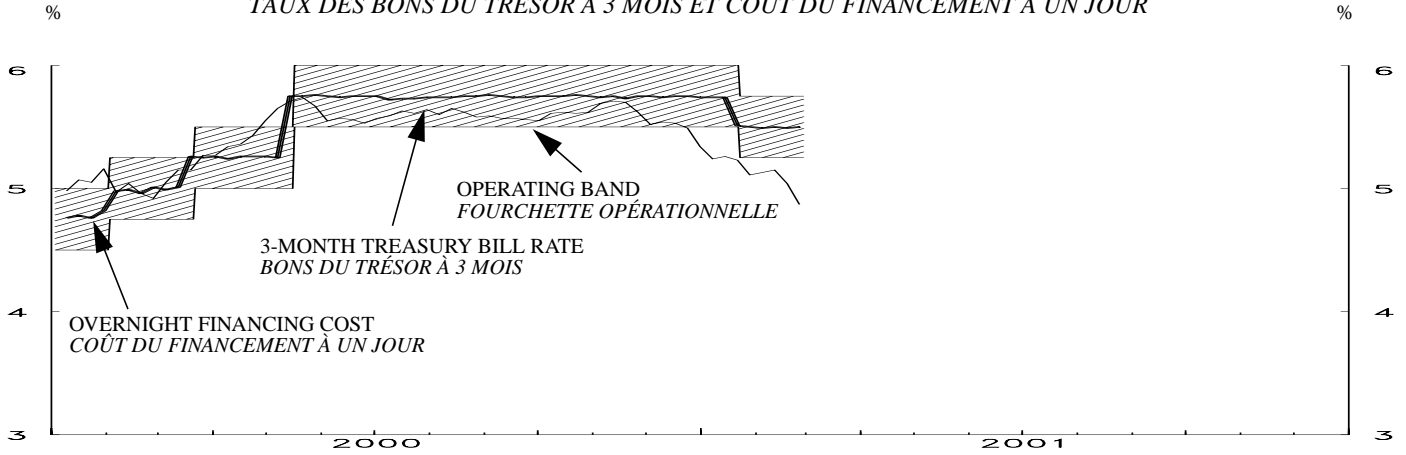 TAUX DES BONS DU TRÉSOR À 3 MOIS ET COÛT DU FINANCEMENT À UN JOUR
% %
6 6
5 5
OPERATING BAND
FOURCHETTE OPÉRATIONNELLE
3-MONTH TREASURY BILL RATE
BONS DU TRÉSOR À 3 MOIS
4 4
OVERNIGHT FINANCING COST
COÛT DU FINANCEMENT À UN JOUR
3 3
2000 2001